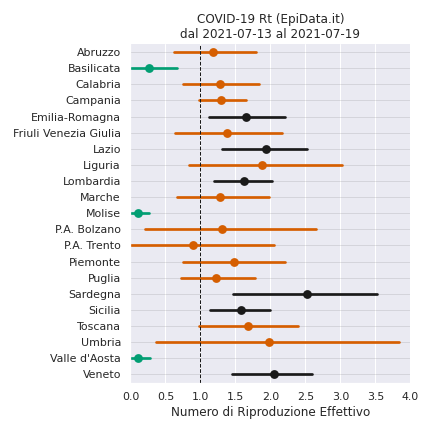 COVID-19 Rt (EpiData.it)
dal 2021-07-13 al 2021-07-19
Abruzzo
Basilicata
Calabria
Campania
Emilia-Romagna
Friuli Venezia Giulia
Lazio
Liguria
Lombardia
Marche
Molise
P.A. Bolzano
P.A. Trento
Piemonte
Puglia
Sardegna
Sicilia
Toscana
Umbria
Valle d'Aosta
Veneto
0.0 0.5 1.0 1.5 2.0 2.5 3.0 3.5 4.0
Numero di Riproduzione Effettivo